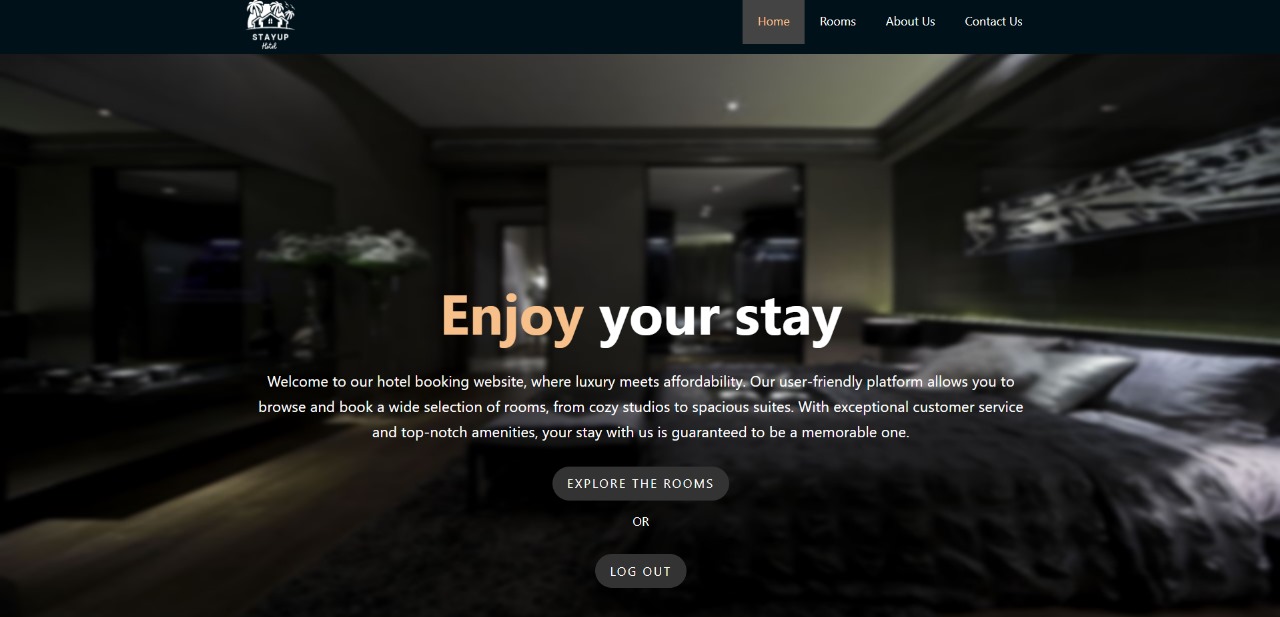 STAYUP
Hotel
Home Rooms About Us Contact Us
Enjoy your stay
Welcome to our hotel booking website, where luxury meets affordability. Our user-friendly platform allows you to
browse and book a wide selection of rooms, from cozy studios to spacious suites. With exceptional customer service
and top-notch amenities, your stay with us is guaranteed to be a memorable one.
EXPLORE THE ROOMS
OR
LOG OUT